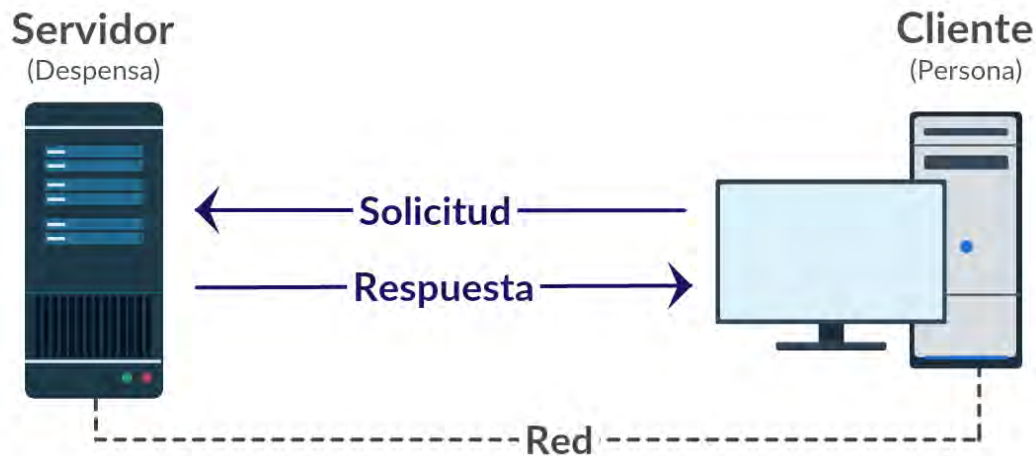 Servidor
(Despensa)
Cliente
(Persona)
Solicitud
Respuesta
Red